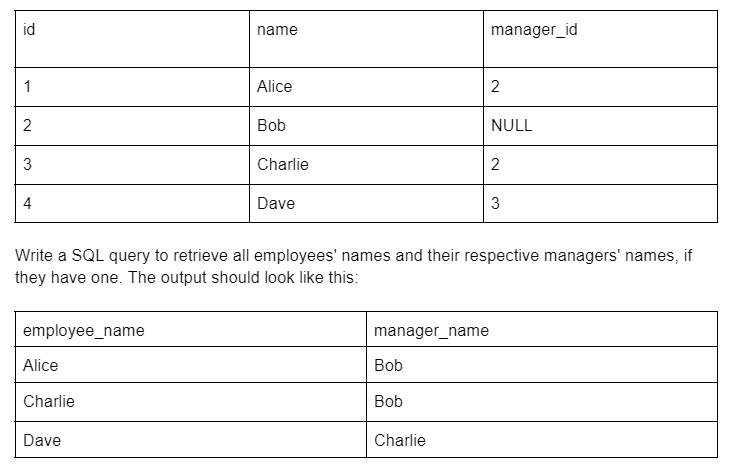 id name manager_id
1 Alice 2
2 Bob NULL
3 Charlie 2
4 Dave 3
Write a SQL query to retrieve all employees' names and their respective managers' names, if
they have one. The output should look like this:
employee_name manager_name
Alice Bob
Charlie Bob
Dave Charlie